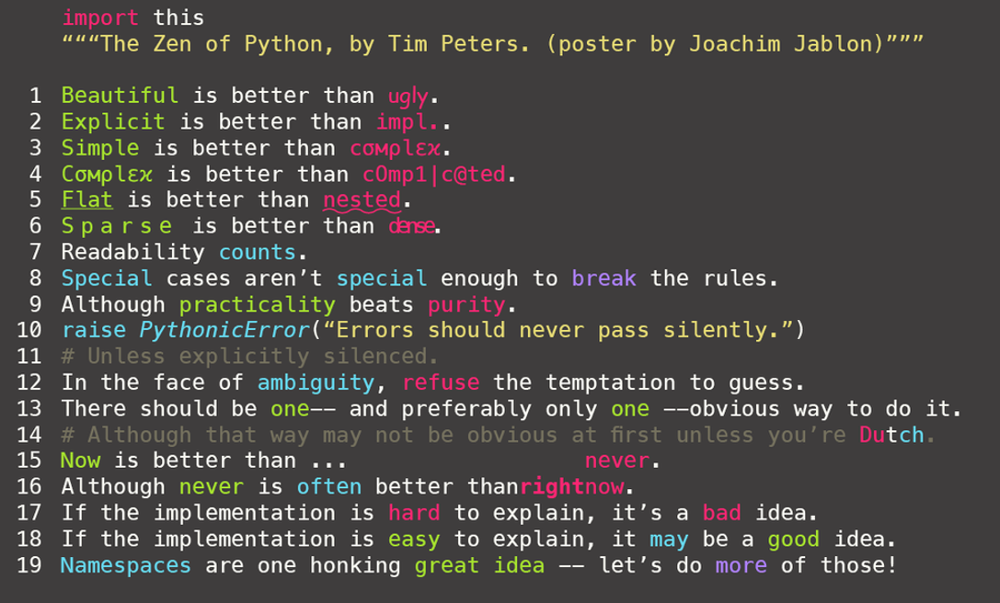 import this
“““The Zen of Python, by Tim Peters. (poster by Joachim Jablon)”””
1 Beautiful is better than ugly.
2 Explicit is better than impl..
3 Simple is better than cσмρlεϰ.
4 Cσмρlεϰ is better than cOmp1|c@ted.
5 Flat is better than nested.
6 Sparse is better than dense.
7 Readability counts.
8 Special cases aren’t special enough to break the rules.
9 Although practicality beats purity.
10 raise PythonicError(“Errors should never pass silently.”)
11 # Unless explicitly silenced.
12 In the face of ambiguity, refuse the temptation to guess.
13 There should be one—— and preferably only one ——obvious way to do it.
14 # Although that way may not be obvious at first unless you’re Dutch.
15 Now is better than ... never.
16 Although never is often better thanrightnow.
17 If the implementation is hard to explain, it’s a bad idea.
18 If the implementation is easy to explain, it may be a good idea.
19 Namespaces are one honking great idea —— let’s do more of those!